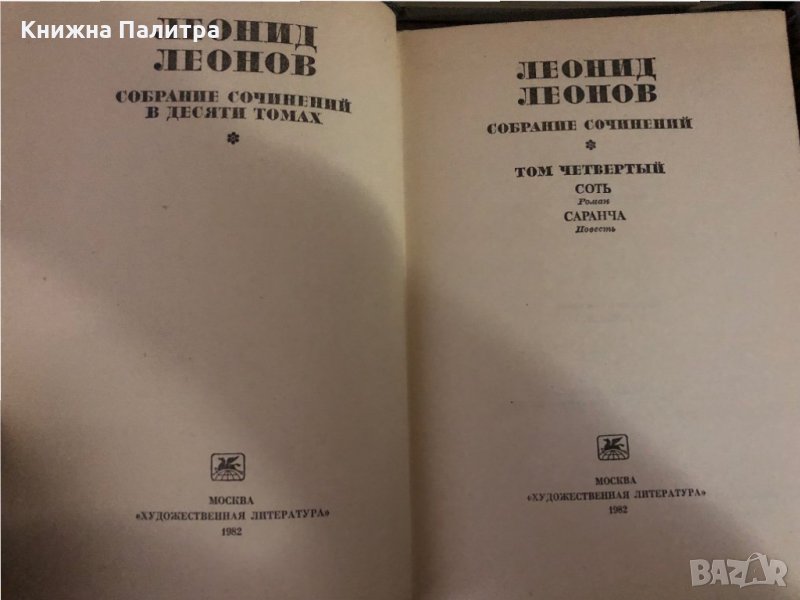 Книжна Палитра
ЛЕОНИД
ЛЕОНОВ
СОБРАНИЕ СОЧИНЕНИЙ
В ДЕСЯТИ ТОМАХ
*
МОСКВА
«ХУДОЖЕСТВЕННАЯ ЛИТЕРАТУРА»
1982
ЛЕОНИД
ЛЕОНОВ
СОБРАНИЕ СОЧИНЕНИЙ
*
ТОМ ЧЕТВЕРТЫЙ
СОТЬ
Роман
САРАНЧА
Повесть
МОСКВА
«ХУДОЖЕСТВЕННАЯ ЛИТЕРАТУРА»
1982
BAZAR